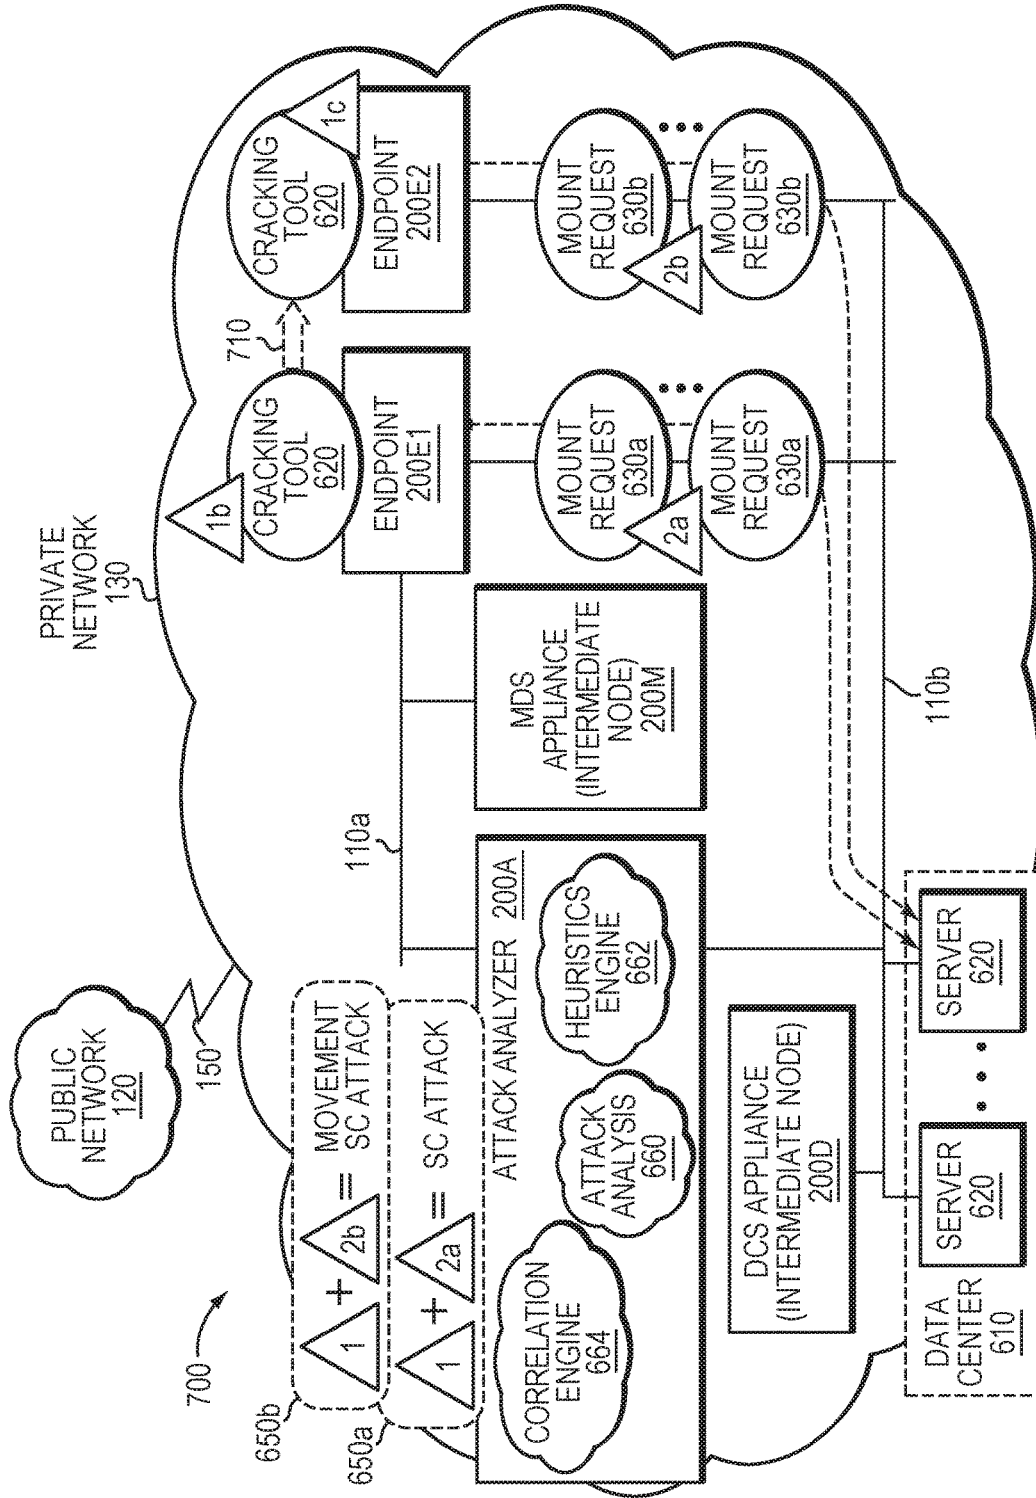 700
PUBLIC
NETWORK
120
150
PRIVATE
NETWORK
130
650b
1
+
2b
=
MOVEMENT
SC ATTACK
650a
1
+
2a
=
SC ATTACK
110a
1b
CRACKING
TOOL
620
710
CRACKING
TOOL
620
1c
ATTACK ANALYZER 200A
CORRELATION
ENGINE
664
ATTACK
ANALYSIS
660
HEURISTICS
ENGINE
662
MDS
APPLIANCE
(INTERMEDIATE
NODE)
200M
ENDPOINT
200E1
ENDPOINT
200E2
MOUNT
REQUEST
630a
2a
MOUNT
REQUEST
630a
MOUNT
REQUEST
630b
2b
MOUNT
REQUEST
630b
DCS APPLIANCE
(INTERMEDIATE NODE)
200D
110b
DATA
CENTER
610
SERVER
620
SERVER
620